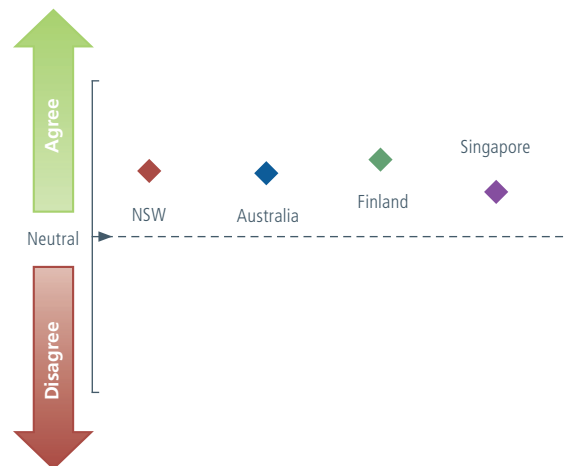 Agree
Singapore
Finland
NSW
Australia
Neutral
Disagree